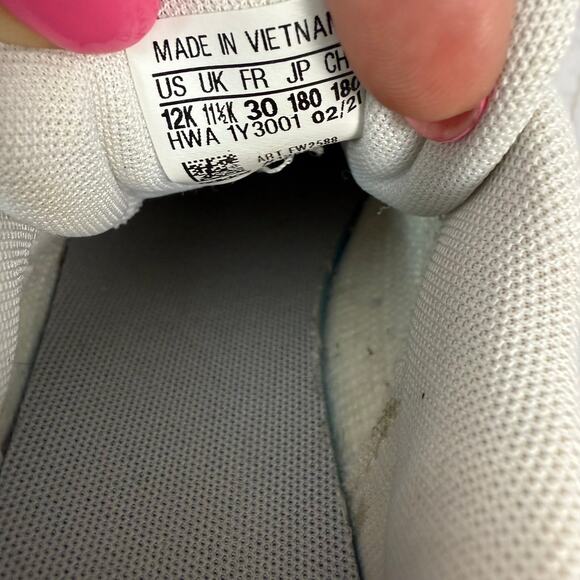 MADE IN VIETNAM
US UK FR JP CH
12K 11½K 30 180 180
HWA 1Y3001 02/21
ART FW2588